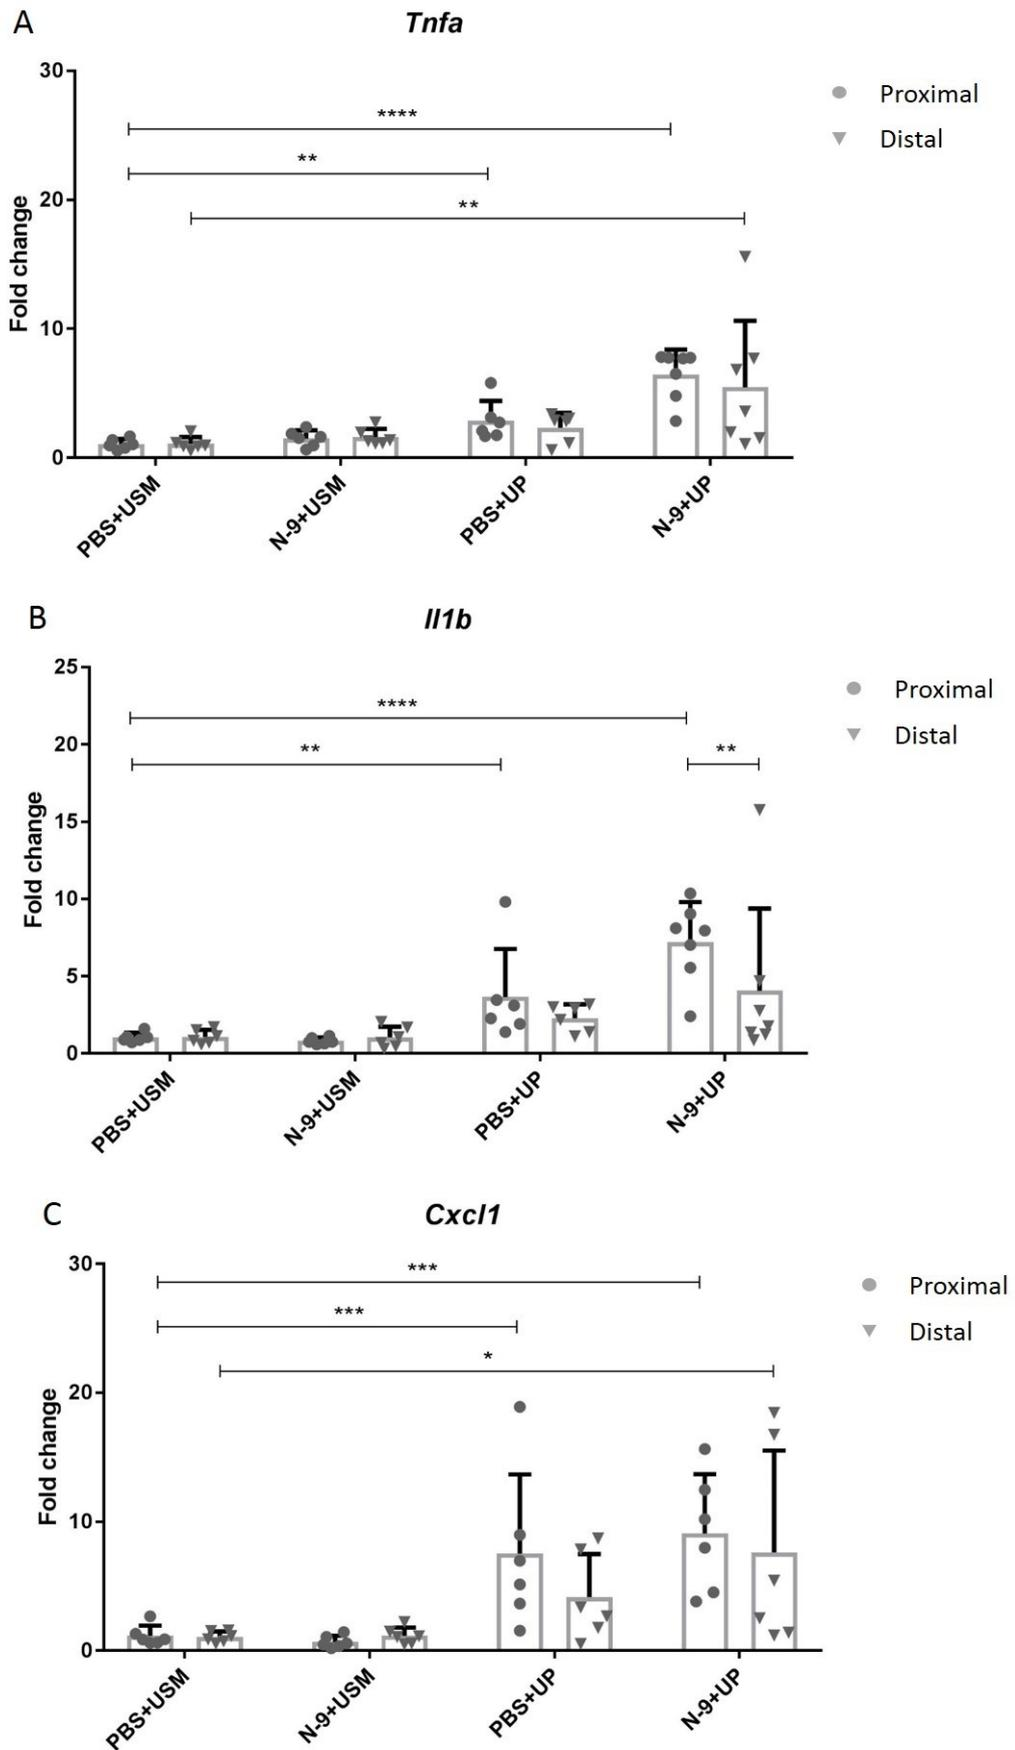 A
Tnfa
30
20
10
0
Fold change
****
**
**
Proximal
Distal
PBS+USM
N-9+USM
PBS+UP
N-9+UP
B
Il1b
25
20
15
10
5
0
Fold change
****
**
**
Proximal
Distal
PBS+USM
N-9+USM
PBS+UP
N-9+UP
C
Cxcl1
30
20
10
0
Fold change
***
***
*
Proximal
Distal
PBS+USM
N-9+USM
PBS+UP
N-9+UP